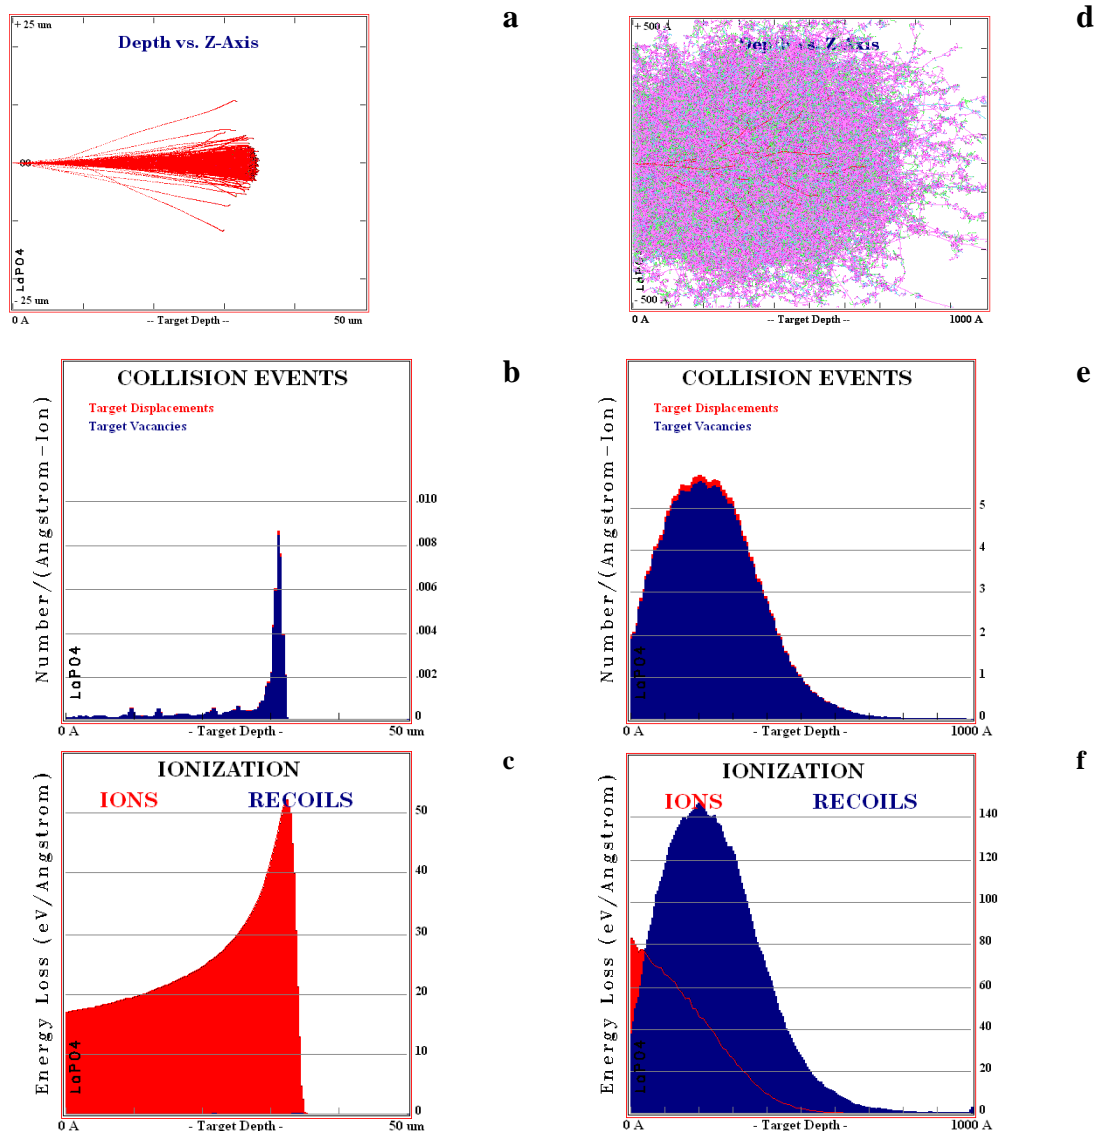 a
+ 25 um
Depth vs. Z-Axis
LaPO4
- 25 um
0 A
-- Target Depth --
50 um
d
+ 500 A
Depth vs. Z-Axis
- 500 A
0 A
-- Target Depth --
1000 A
b
COLLISION EVENTS
Target Displacements
Target Vacancies
Number/(Angstrom-Ion)
.010
.008
.006
.004
.002
0
LaPO4
0 A
- Target Depth -
50 um
e
COLLISION EVENTS
Target Displacements
Target Vacancies
Number/(Angstrom-Ion)
5
4
3
2
1
0
LaPO4
0 A
- Target Depth -
1000 A
c
IONIZATION
IONS RECOILS
Energy Loss (eV/Angstrom)
50
40
30
20
10
0
LaPO4
0 A
- Target Depth -
50 um
f
IONIZATION
IONS RECOILS
Energy Loss (eV/Angstrom)
140
120
100
80
60
40
20
0
LaPO4
0 A
- Target Depth -
1000 A